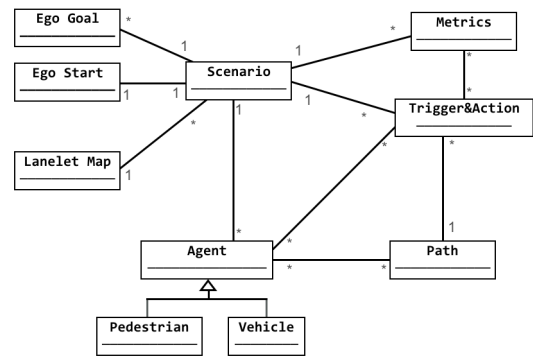 Ego Goal
*
1
Metrics
*
1
*
*
Ego Start
1
1
Scenario
1
1
*
Trigger&Action
*
*
*
Lanelet Map
1
*
1
*
*
Agent
*
*
Path
Pedestrian
Vehicle